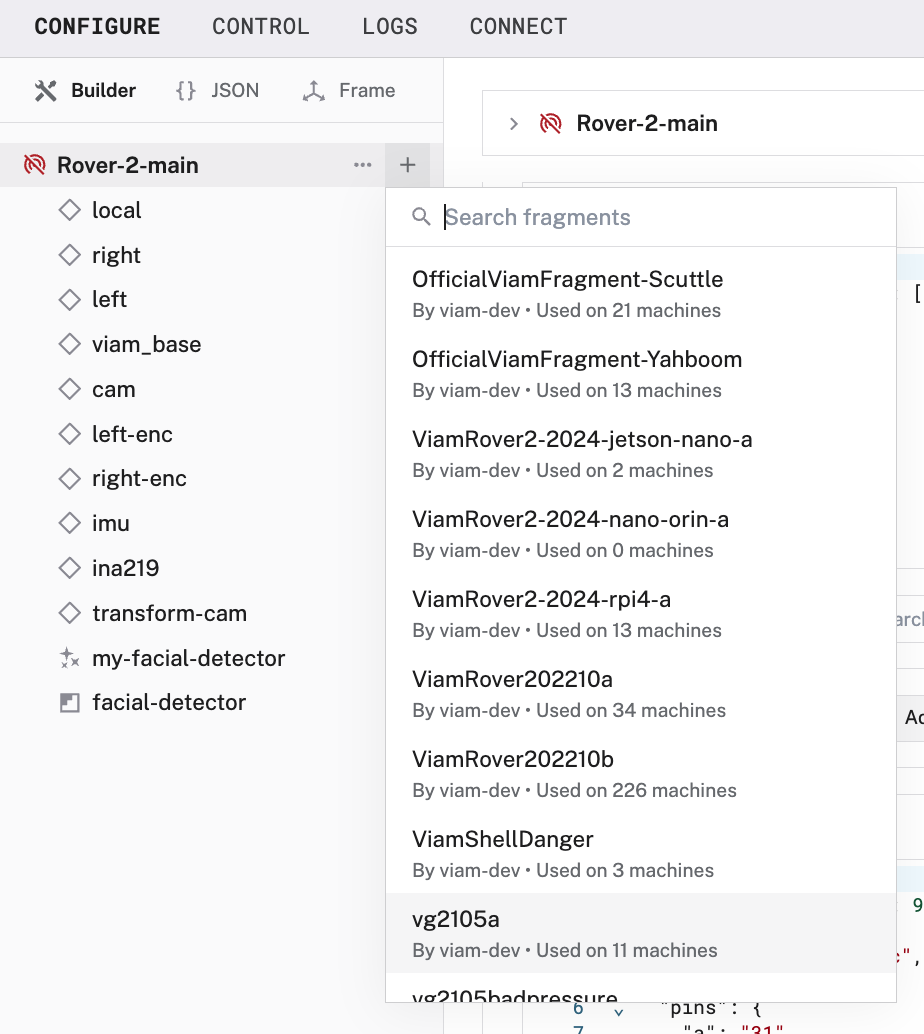 CONFIGURE CONTROL LOGS CONNECT
Builder {} JSON Frame
Rover-2-main
Rover-2-main
local
right
left
viam_base
cam
left-enc
right-enc
imu
ina219
transform-cam
my-facial-detector
facial-detector
Search fragments
OfficialViamFragment-Scuttle
By viam-dev • Used on 21 machines
OfficialViamFragment-Yahboom
By viam-dev • Used on 13 machines
ViamRover2-2024-jetson-nano-a
By viam-dev • Used on 2 machines
ViamRover2-2024-nano-orin-a
By viam-dev • Used on 0 machines
ViamRover2-2024-rpi4-a
By viam-dev • Used on 13 machines
ViamRover202210a
By viam-dev • Used on 34 machines
ViamRover202210b
By viam-dev • Used on 226 machines
ViamShellDanger
By viam-dev • Used on 3 machines
vg2105a
By viam-dev • Used on 11 machines
vg2105badpressure
[
9
",
6 "pins": {
7 "a": "31"